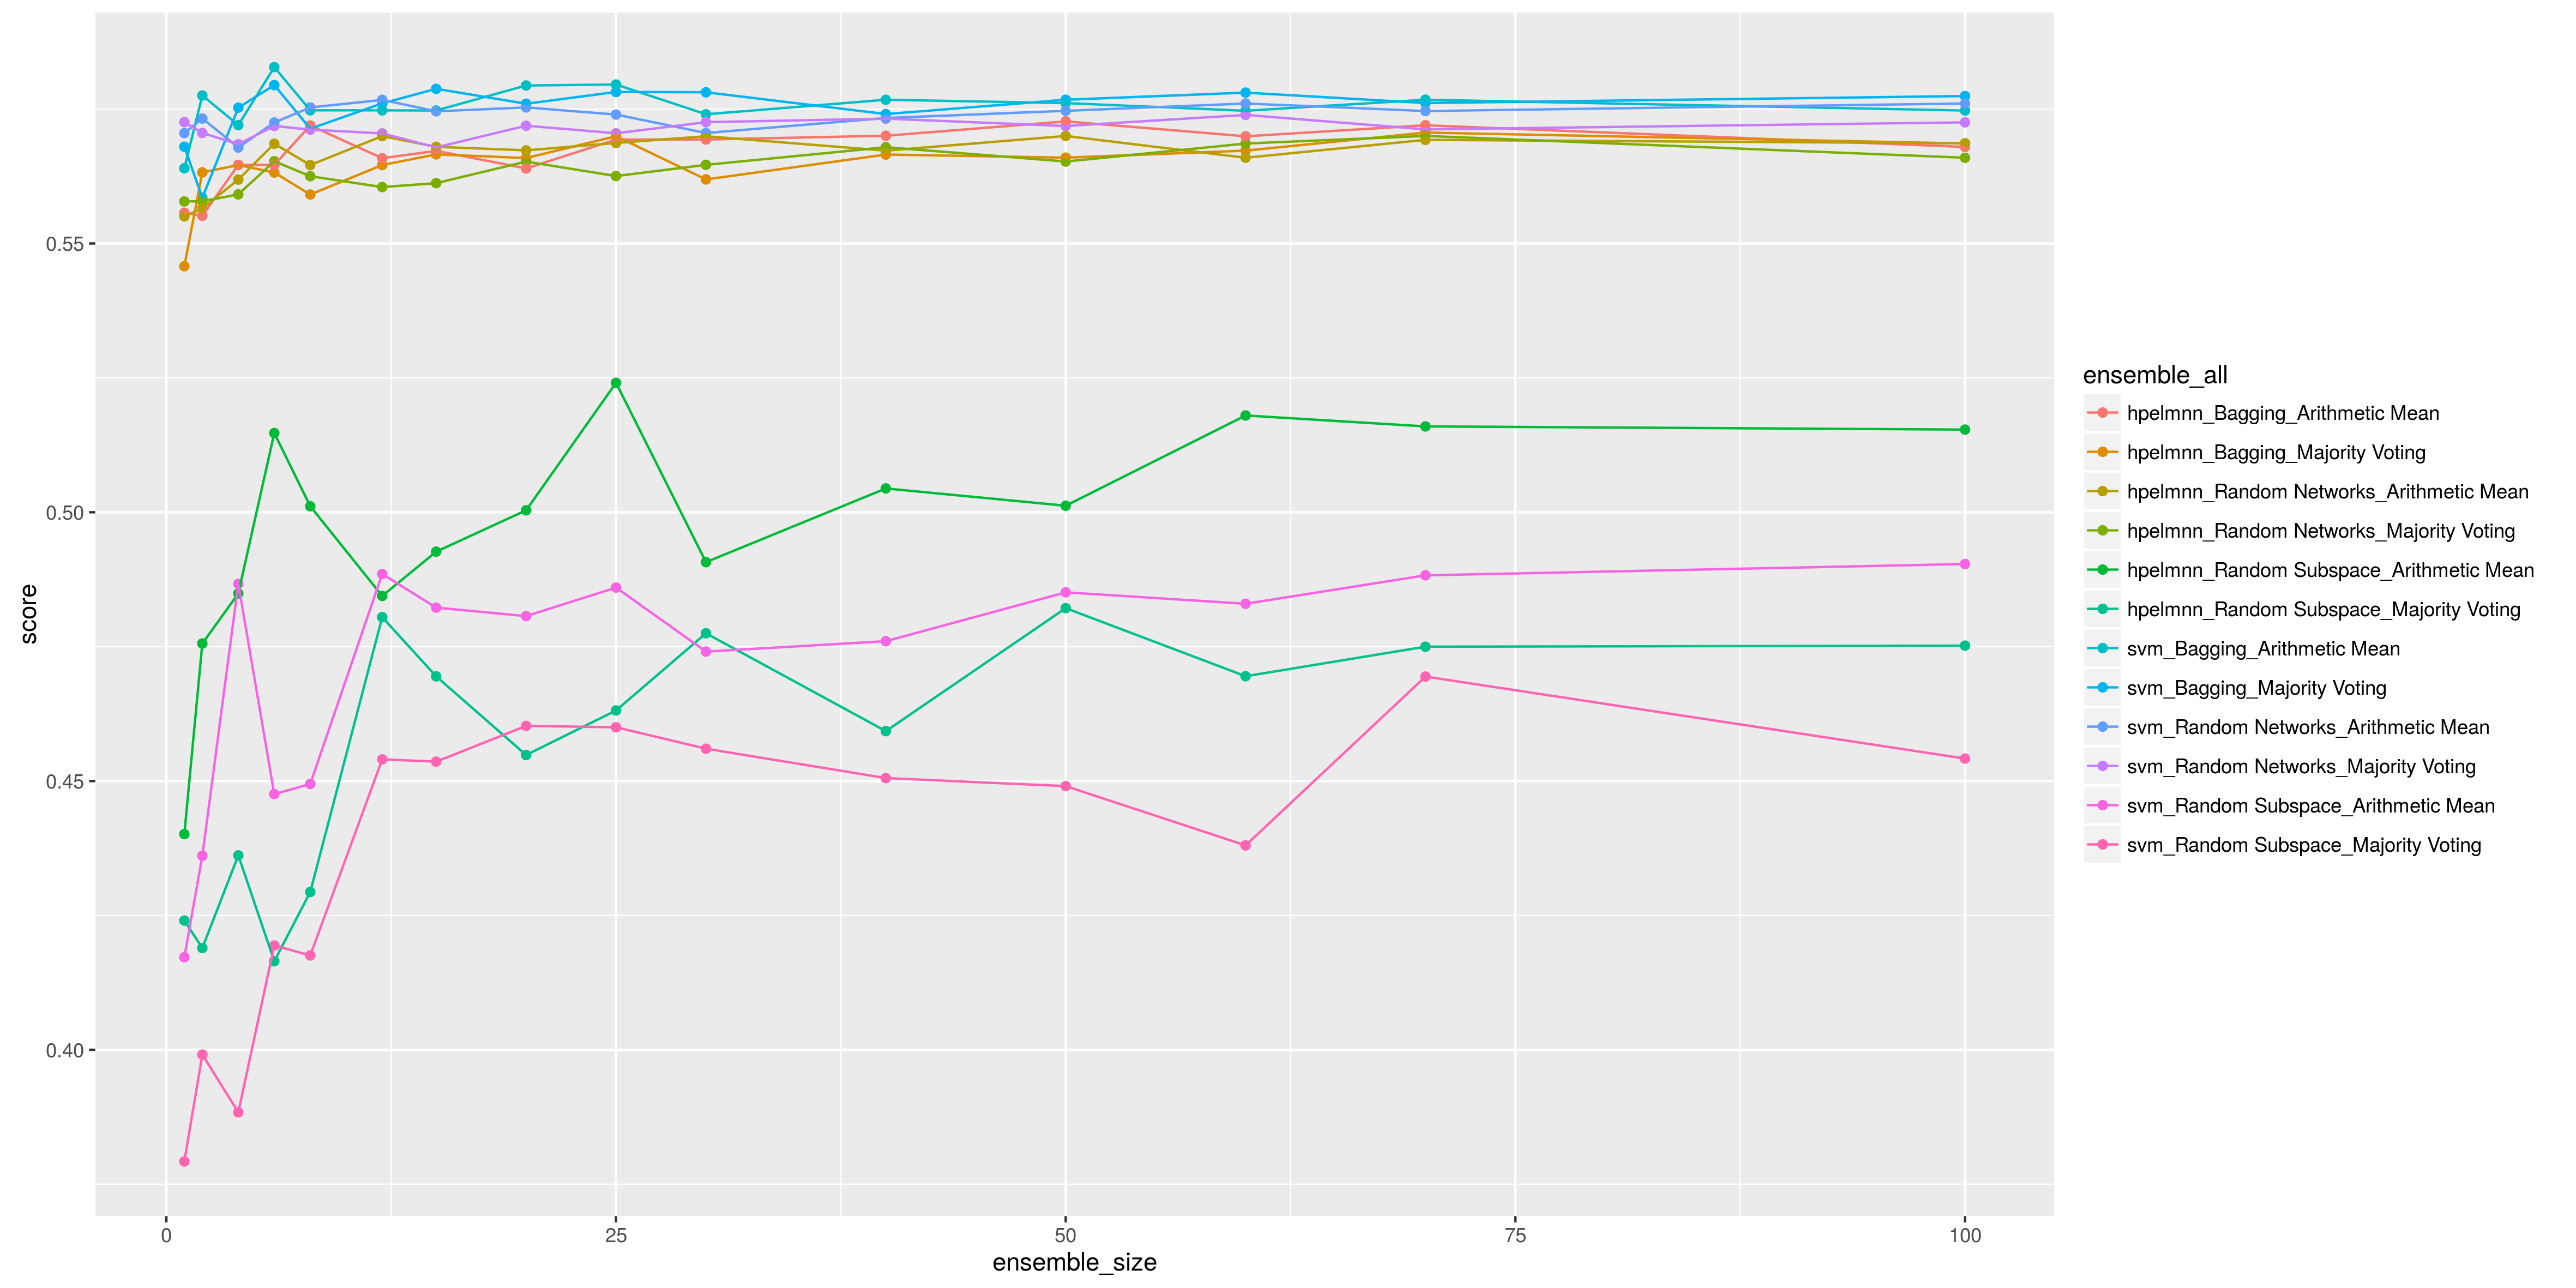 0.55
0.50
0.45
0.40
score
0
25
50
75
100
ensemble_size
ensemble_all
hpelmnn_Bagging_Arithmetic Mean
hpelmnn_Bagging_Majority Voting
hpelmnn_Random Networks_Arithmetic Mean
hpelmnn_Random Networks_Majority Voting
hpelmnn_Random Subspace_Arithmetic Mean
hpelmnn_Random Subspace_Majority Voting
svm_Bagging_Arithmetic Mean
svm_Bagging_Majority Voting
svm_Random Networks_Arithmetic Mean
svm_Random Networks_Majority Voting
svm_Random Subspace_Arithmetic Mean
svm_Random Subspace_Majority Voting